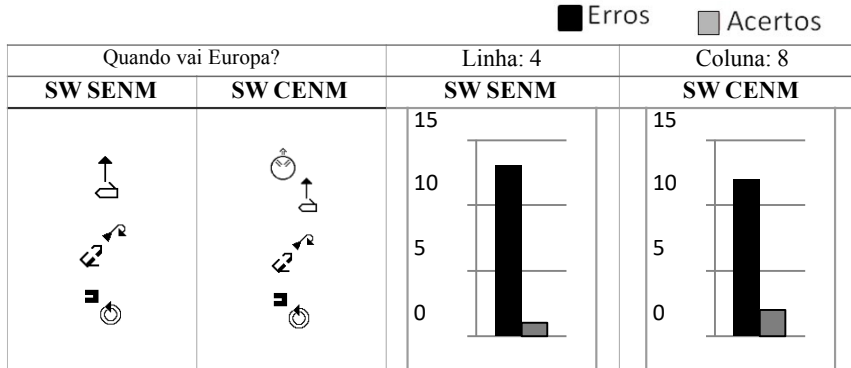 Erros Acertos
Quando vai Europa? Linha: 4 Coluna: 8
SW SENM SW CENM SW SENM SW CENM
15 15
10 10
5 5
0 0